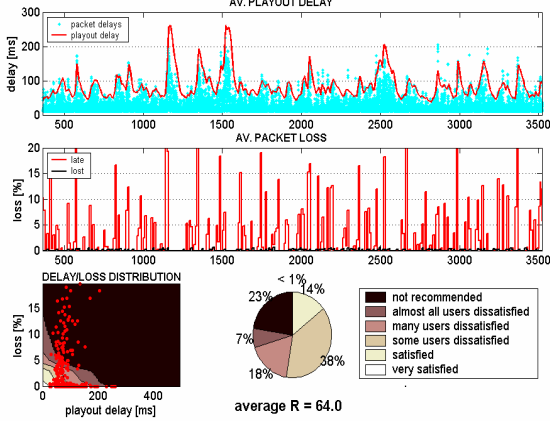 AV. PLAYOUT DELAY
300
200
100
0
delay [ms]
packet delays
playout delay
500 1000 1500 2000 2500 3000 3500
AV. PACKET LOSS
20
15
10
5
0
loss [%]
late
lost
500 1000 1500 2000 2500 3000 3500
DELAY/LOSS DISTRIBUTION
15
10
5
0
loss [%]
0 200 400
playout delay [ms]
< 1%
14%
23%
7%
18%
38%
not recommended
almost all users dissatisfied
many users dissatisfied
some users dissatisfied
satisfied
very satisfied
average R = 64.0